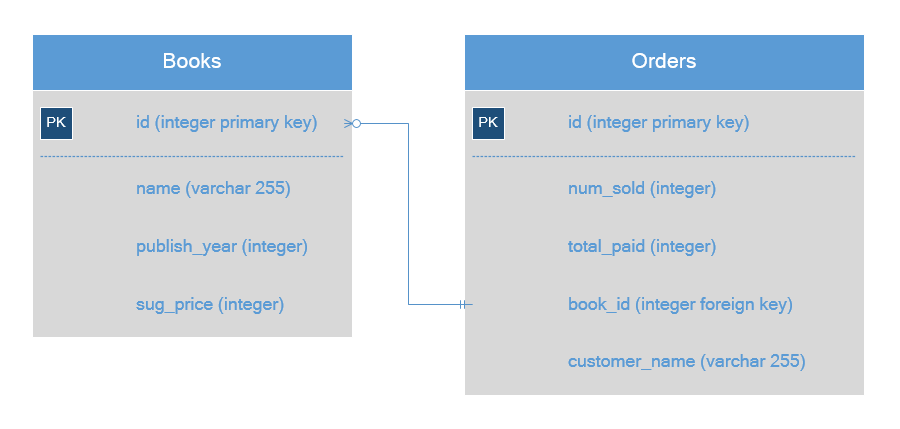 Books
PK
id (integer primary key)
name (varchar 255)
publish_year (integer)
sug_price (integer)
Orders
PK
id (integer primary key)
num_sold (integer)
total_paid (integer)
book_id (integer foreign key)
customer_name (varchar 255)